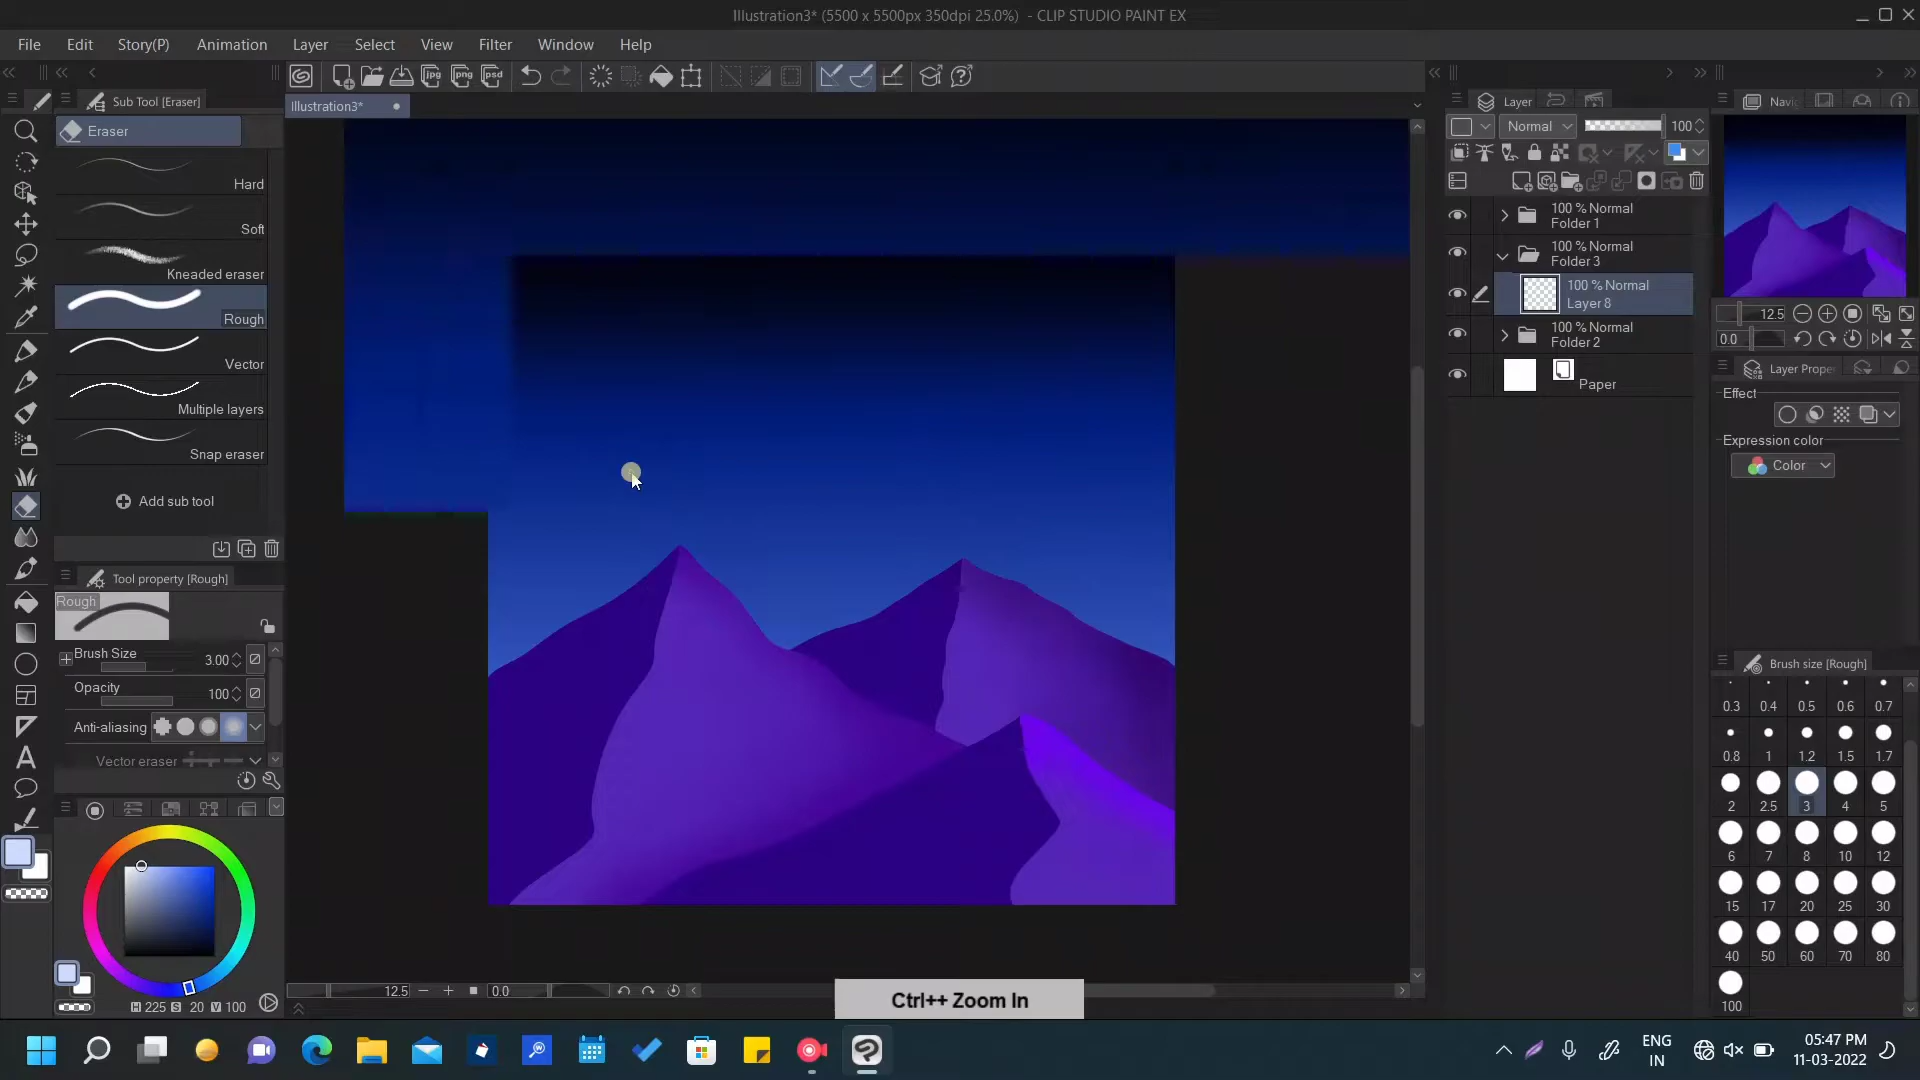 Illustration3* (5500 x 5500px 350dpi 25.0%) - CLIP STUDIO PAINT EX
File Edit Story(P) Animation Layer Select View Filter Window Help
jpg png psd
Sub Tool [Eraser]
Illustration3*
Layer
Navi
Eraser
Normal 100
Hard
Soft
Kneaded eraser
Rough
Vector
Multiple layers
Snap eraser
Add sub tool
100 % Normal
Folder 1
100 % Normal
Folder 3
100 % Normal
Layer 8
100 % Normal
Folder 2
Paper
12.5
0.0
Layer Prope
Effect
Expression color
Color
Tool property [Rough]
Rough
Brush Size 3.00
Opacity 100
Anti-aliasing
Vector eraser
Brush size [Rough]
0.3 0.4 0.5 0.6 0.7
0.8 1 1.2 1.5 1.7
2 2.5 3 4 5
6 7 8 10 12
15 17 20 25 30
40 50 60 70 80
100
H 225 S 20 V 100
12.5 0.0
Ctrl++ Zoom In
ENG
IN
05:47 PM
11-03-2022